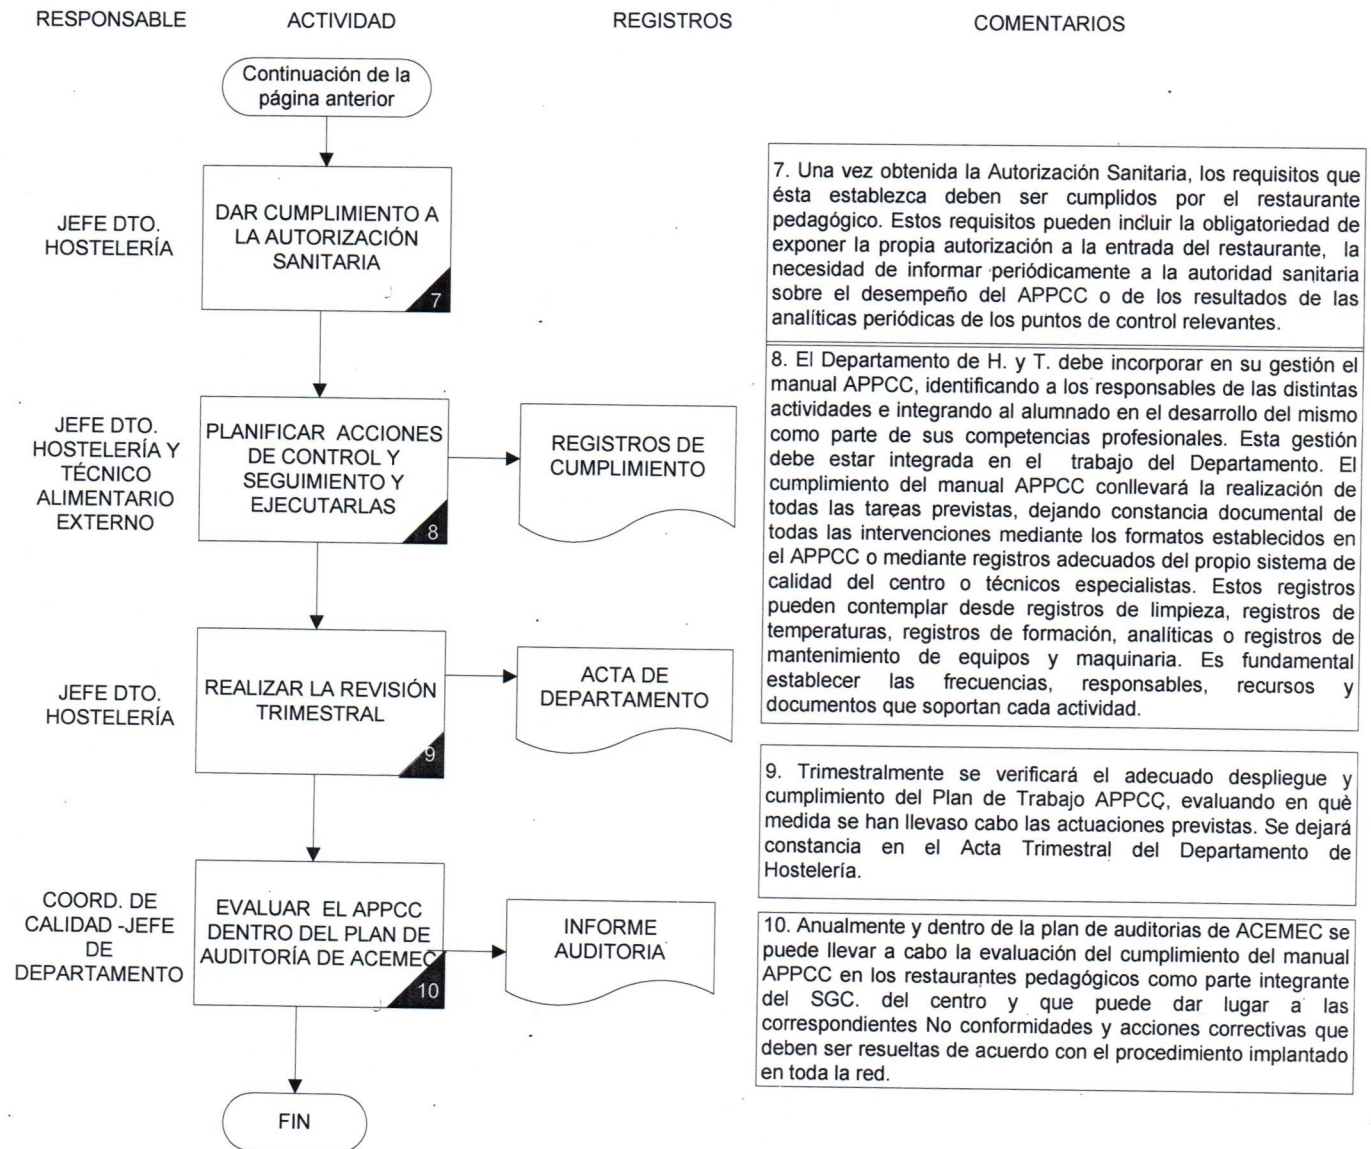 RESPONSABLE ACTIVIDAD REGISTROS COMENTARIOS
Continuación de la
página anterior
JEFE DTO.
HOSTELERÍA
DAR CUMPLIMIENTO A
LA AUTORIZACIÓN
SANITARIA
7
7. Una vez obtenida la Autorización Sanitaria, los requisitos que
ésta establezca deben ser cumplidos por el restaurante
pedagógico. Estos requisitos pueden incluir la obligatoriedad de
exponer la propia autorización a la entrada del restaurante, la
necesidad de informar periódicamente a la autoridad sanitaria
sobre el desempeño del APPCC o de los resultados de las
analíticas periódicas de los puntos de control relevantes.
JEFE DTO.
HOSTELERÍA Y
TÉCNICO
ALIMENTARIO
EXTERNO
PLANIFICAR ACCIONES
DE CONTROL Y
SEGUIMIENTO Y
EJECUTARLAS
8
REGISTROS DE
CUMPLIMIENTO
8. El Departamento de H. y T. debe incorporar en su gestión el
manual APPCC, identificando a los responsables de las distintas
actividades e integrando al alumnado en el desarrollo del mismo
como parte de sus competencias profesionales. Esta gestión
debe estar integrada en el trabajo del Departamento. El
cumplimiento del manual APPCC conllevará la realización de
todas las tareas previstas, dejando constancia documental de
todas las intervenciones mediante los formatos establecidos en
el APPCC o mediante registros adecuados del propio sistema de
calidad del centro o técnicos especialistas. Estos registros
pueden contemplar desde registros de limpieza, registros de
temperaturas, registros de formación, analíticas o registros de
mantenimiento de equipos y maquinaria. Es fundamental
establecer las frecuencias, responsables, recursos y
documentos que soportan cada actividad.
JEFE DTO.
HOSTELERÍA
REALIZAR LA REVISIÓN
TRIMESTRAL
9
ACTA DE
DEPARTAMENTO
9. Trimestralmente se verificará el adecuado despliegue y
cumplimiento del Plan de Trabajo APPCC, evaluando en què
medida se han llevaso cabo las actuaciones previstas. Se dejará
constancia en el Acta Trimestral del Departamento de
Hostelería.
COORD. DE
CALIDAD -JEFE
DE
DEPARTAMENTO
EVALUAR EL APPCC
DENTRO DEL PLAN DE
AUDITORÍA DE ACEMEC
10
INFORME
AUDITORIA
10. Anualmente y dentro de la plan de auditorias de ACEMEC se
puede llevar a cabo la evaluación del cumplimiento del manual
APPCC en los restaurantes pedagógicos como parte integrante
del SGC. del centro y que puede dar lugar a las
correspondientes No conformidades y acciones correctivas que
deben ser resueltas de acuerdo con el procedimiento implantado
en toda la red.
FIN